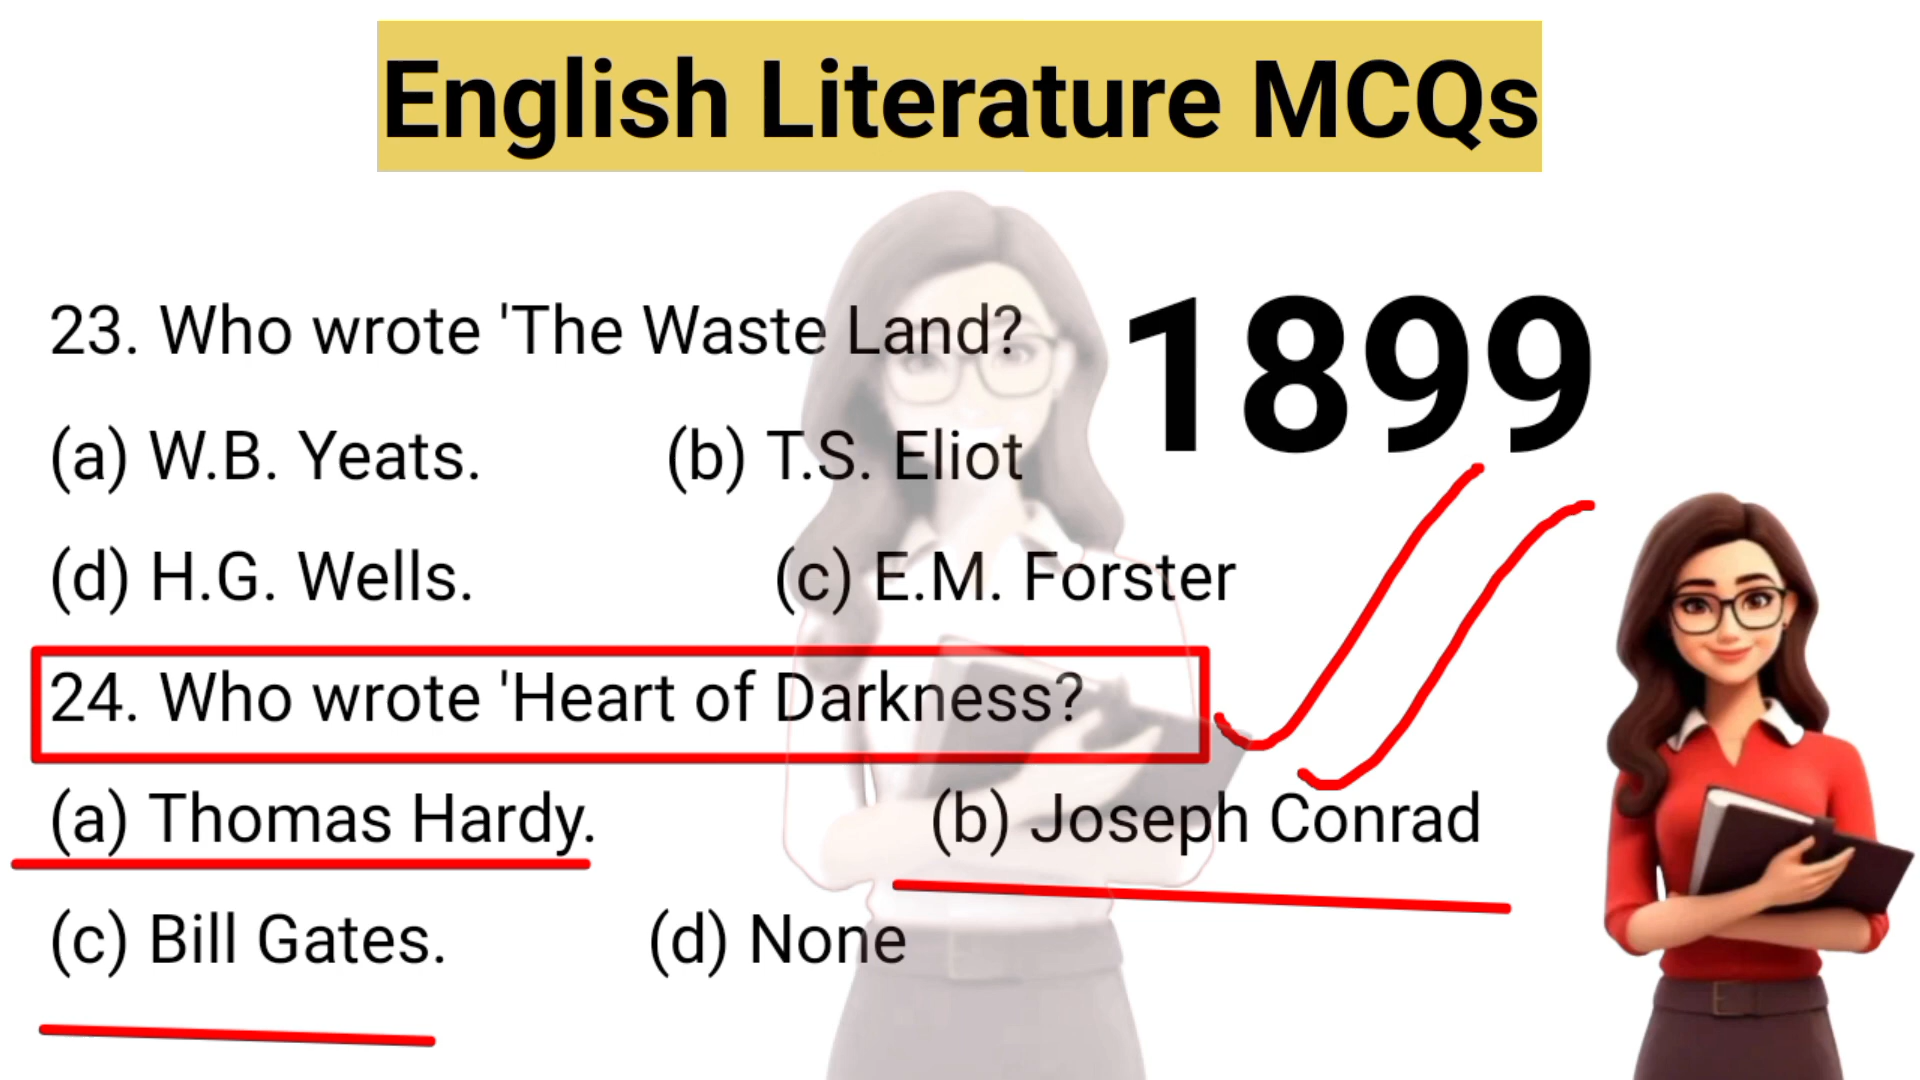 English Literature MCQs
1899
23. Who wrote 'The Waste Land?
(a) W.B. Yeats. (b) T.S. Eliot
(d) H.G. Wells. (c) E.M. Forster
24. Who wrote 'Heart of Darkness?
(a) Thomas Hardy. (b) Joseph Conrad
(c) Bill Gates. (d) None